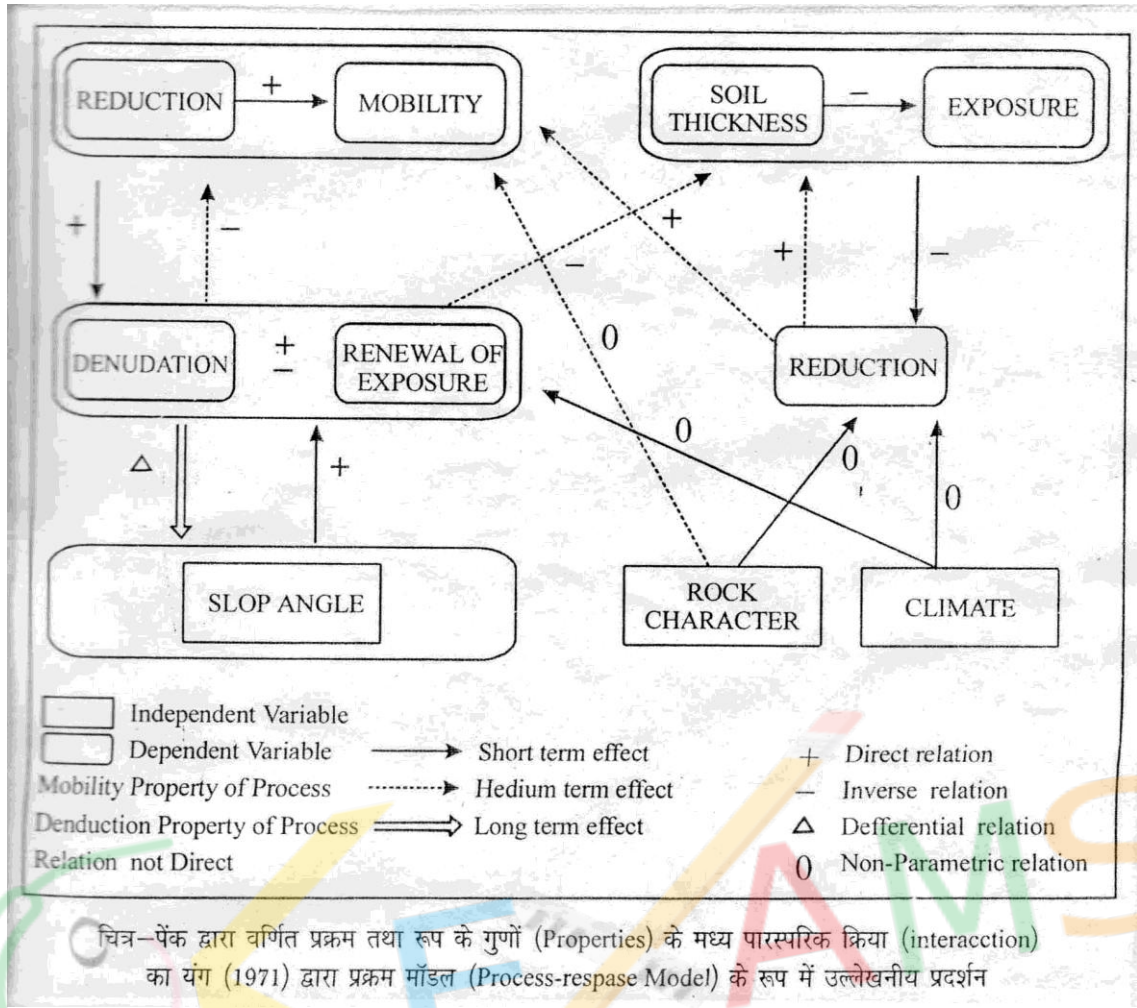 REDUCTION + MOBILITY
SOIL THICKNESS − EXPOSURE
+ − + + −
− 0
DENUDATION + − RENEWAL OF EXPOSURE
REDUCTION
0 0 0
Δ +
SLOP ANGLE
ROCK CHARACTER
CLIMATE
Independent Variable
Dependent Variable Short term effect + Direct relation
Mobility Property of Process Hedium term effect − Inverse relation
Denduction Property of Process Long term effect Δ Defferential relation
Relation not Direct 0 Non-Parametric relation
चित्र–पेंक द्वारा वर्णित प्रक्रम तथा रूप के गुणों (Properties) के मध्य पारस्परिक क्रिया (interacction)
का यंग (1971) द्वारा प्रक्रम मॉडल (Process-respase Model) के रूप में उल्लेखनीय प्रदर्शन